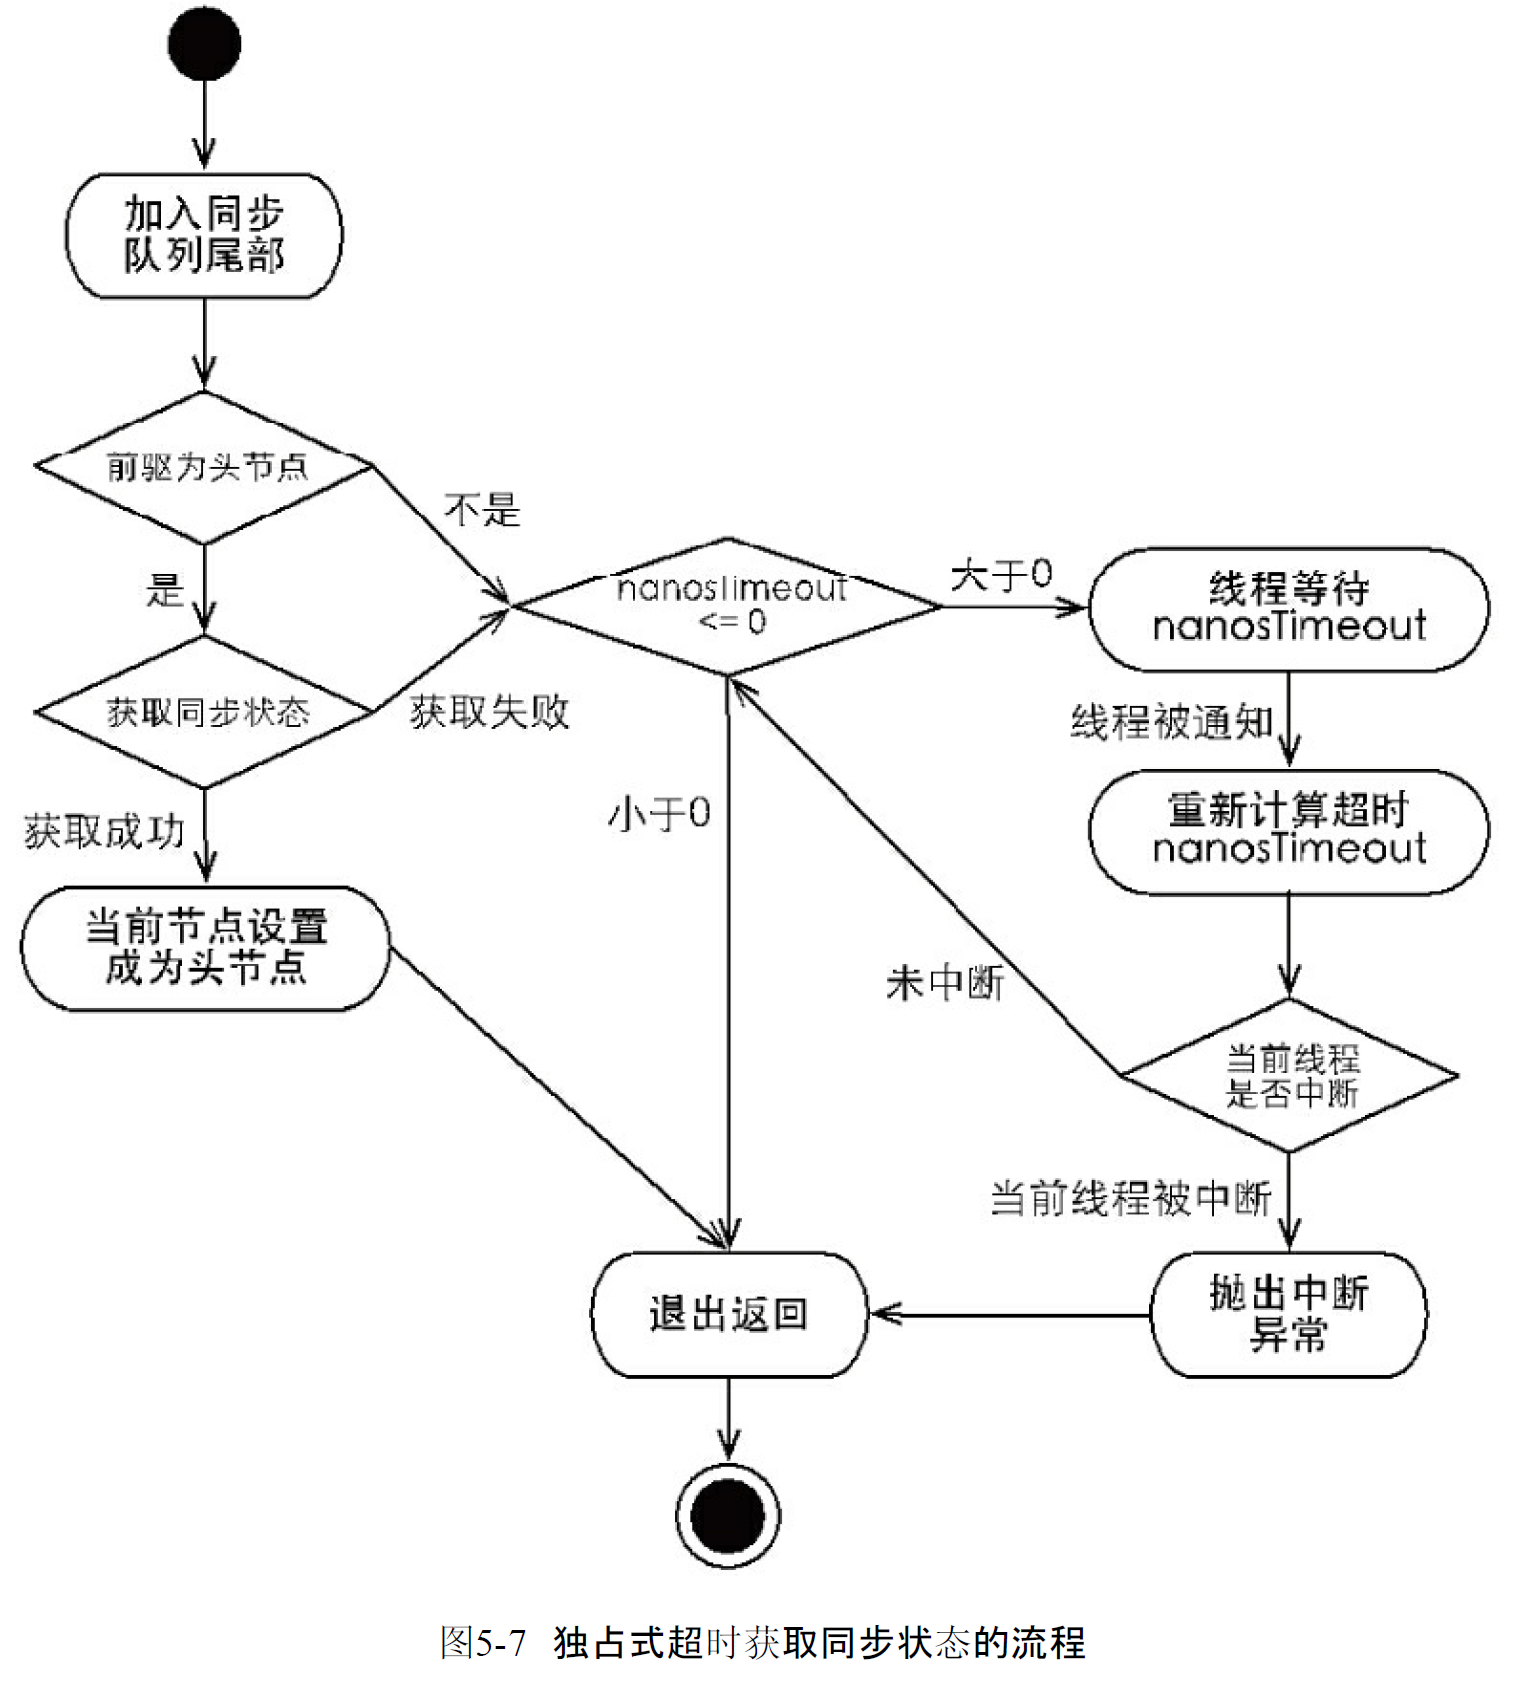 加入同步
队列尾部
前驱为头节点
不是
是
nanosTimeout
<= 0
大于0
线程等待
nanosTimeout
获取同步状态
获取失败
线程被通知
小于0
重新计算超时
nanosTimeout
获取成功
当前节点设置
成为头节点
未中断
当前线程
是否中断
当前线程被中断
退出返回
抛出中断
异常
图5-7 独占式超时获取同步状态的流程